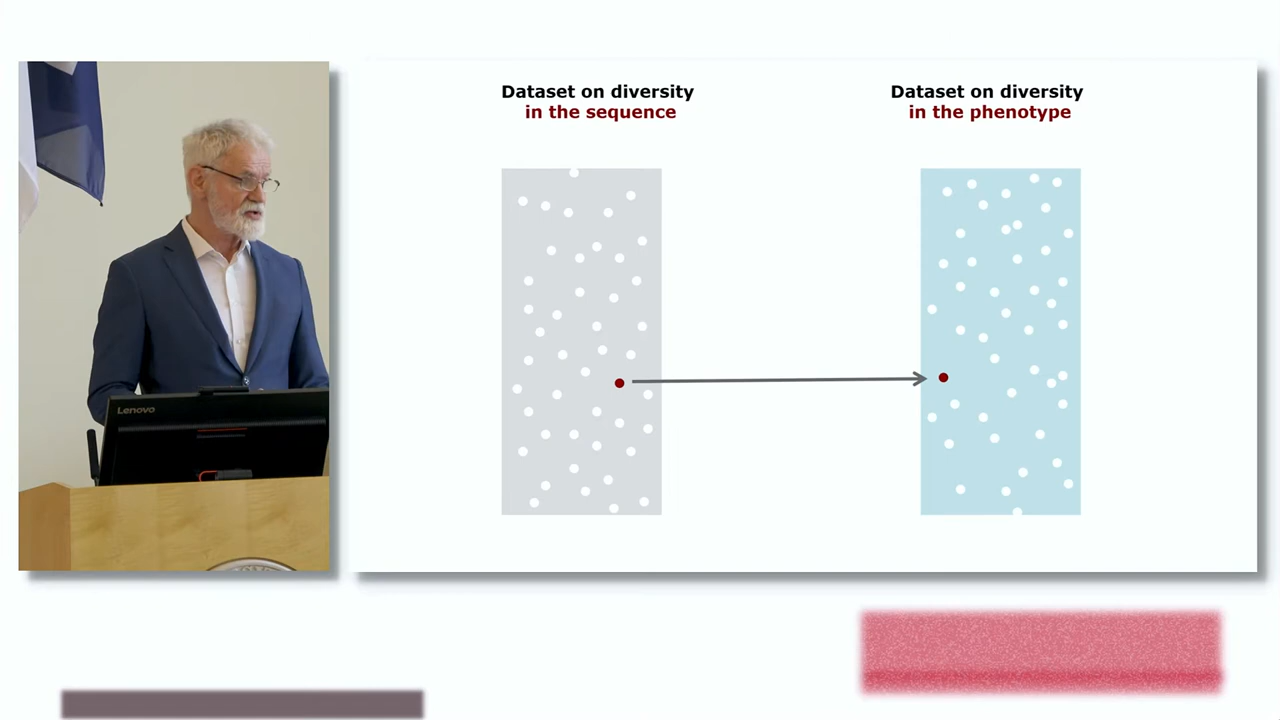 Dataset on diversity
in the sequence
Dataset on diversity
in the phenotype
Lenovo